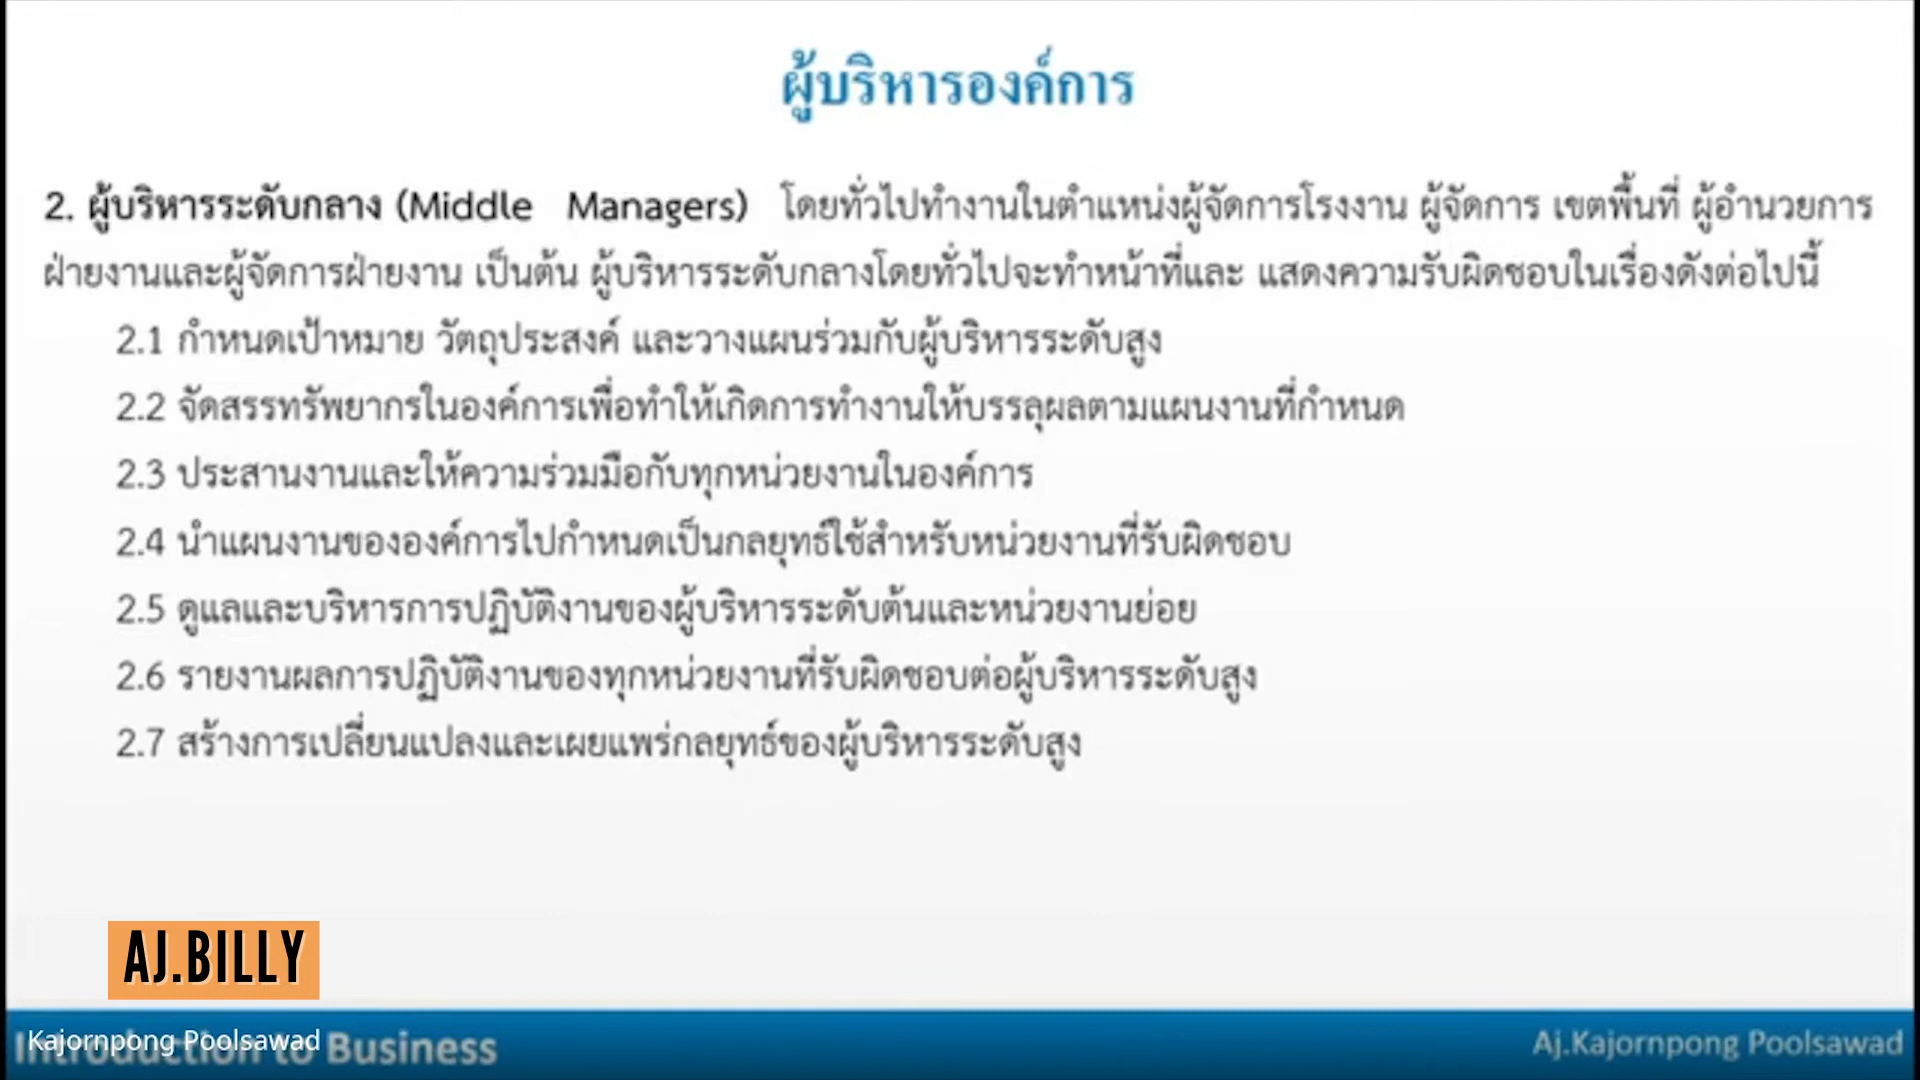 ผู้บริหารองค์การ
2. ผู้บริหารระดับกลาง (Middle Managers) โดยทั่วไปทำงานในตำแหน่งผู้จัดการโรงงาน ผู้จัดการ เขตพื้นที่ ผู้อำนวยการ
ฝ่ายงานและผู้จัดการฝ่ายงาน เป็นต้น ผู้บริหารระดับกลางโดยทั่วไปจะทำหน้าที่และ แสดงความรับผิดชอบในเรื่องดังต่อไปนี้
2.1 กำหนดเป้าหมาย วัตถุประสงค์ และวางแผนร่วมกับผู้บริหารระดับสูง
2.2 จัดสรรทรัพยากรในองค์การเพื่อทำให้เกิดการทำงานให้บรรลุผลตามแผนงานที่กำหนด
2.3 ประสานงานและให้ความร่วมมือกับทุกหน่วยงานในองค์การ
2.4 นำแผนงานขององค์การไปกำหนดเป็นกลยุทธ์ใช้สำหรับหน่วยงานที่รับผิดชอบ
2.5 ดูแลและบริหารการปฏิบัติงานของผู้บริหารระดับต้นและหน่วยงานย่อย
2.6 รายงานผลการปฏิบัติงานของทุกหน่วยงานที่รับผิดชอบต่อผู้บริหารระดับสูง
2.7 สร้างการเปลี่ยนแปลงและเผยแพร่กลยุทธ์ของผู้บริหารระดับสูง
AJ.BILLY
Kajornpong Poolsawad
Introduction to Business
Aj.Kajornpong Poolsawad